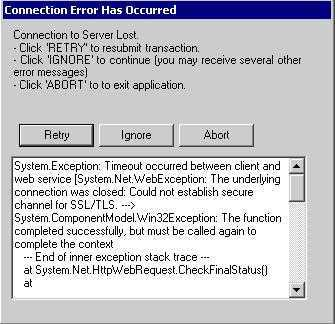 Connection Error Has Occurred
Connection to Server Lost.
- Click 'RETRY' to resubmit transaction.
- Click 'IGNORE' to continue (you may receive several other
error messages)
- Click 'ABORT' to to exit application.
Retry Ignore Abort
System.Exception: Timeout occurred between client and
web service [System.Net.WebException: The underlying
connection was closed: Could not establish secure
channel for SSL/TLS. --->
System.ComponentModel.Win32Exception: The function
completed successfully, but must be called again to
complete the context
--- End of inner exception stack trace ---
at System.Net.HttpWebRequest.CheckFinalStatus()
at